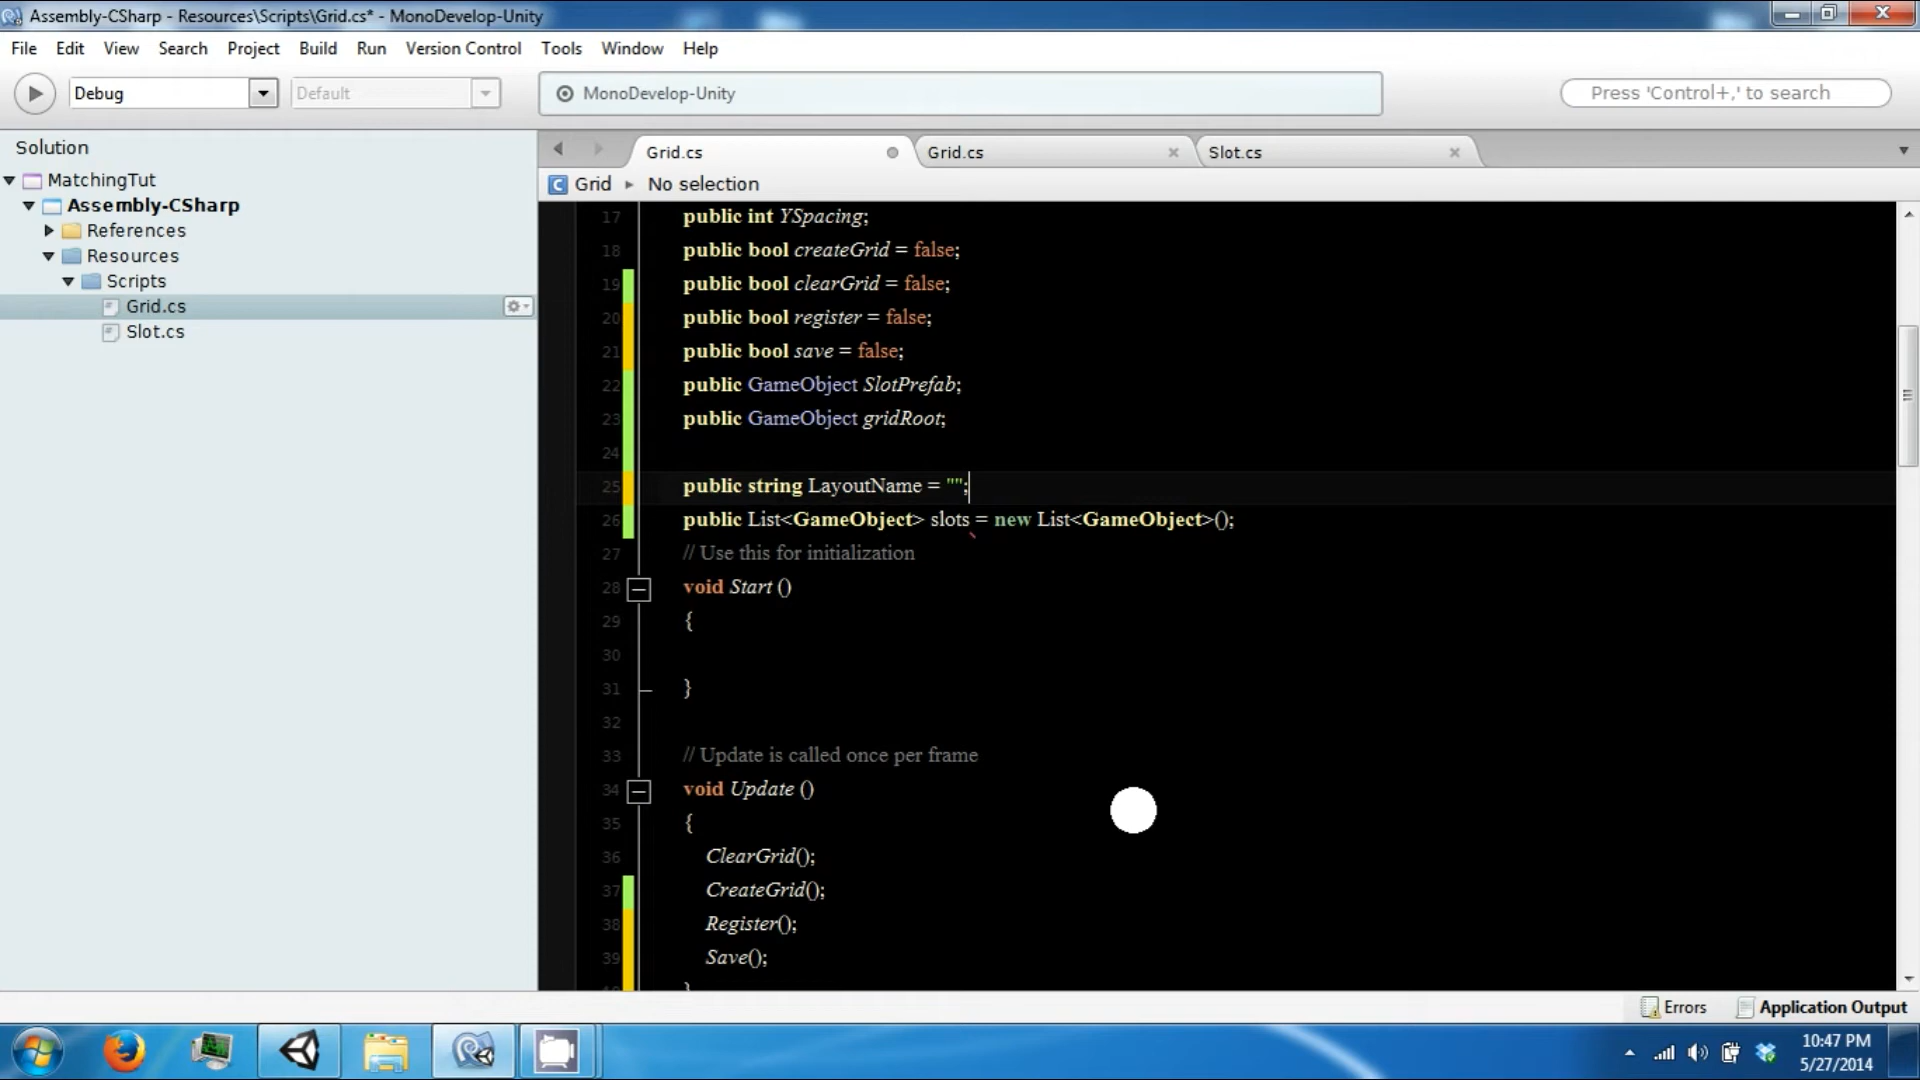 Assembly-CSharp - Resources\Scripts\Grid.cs* - MonoDevelop-Unity
File Edit View Search Project Build Run Version Control Tools Window Help
Debug Default MonoDevelop-Unity Press 'Control+,' to search
Solution
MatchingTut
Assembly-CSharp
References
Resources
Scripts
Grid.cs
Slot.cs
Grid.cs Grid.cs Slot.cs
C Grid No selection
17 public int YSpacing;
18 public bool createGrid = false;
19 public bool clearGrid = false;
20 public bool register = false;
21 public bool save = false;
22 public GameObject SlotPrefab;
23 public GameObject gridRoot;
24
25 public string LayoutName = "";
26 public List<GameObject> slots = new List<GameObject>();
27 // Use this for initialization
28 void Start ()
29 {
30
31 }
32
33 // Update is called once per frame
34 void Update ()
35 {
36 ClearGrid();
37 CreateGrid();
38 Register();
39 Save();
Errors Application Output
10:47 PM
5/27/2014